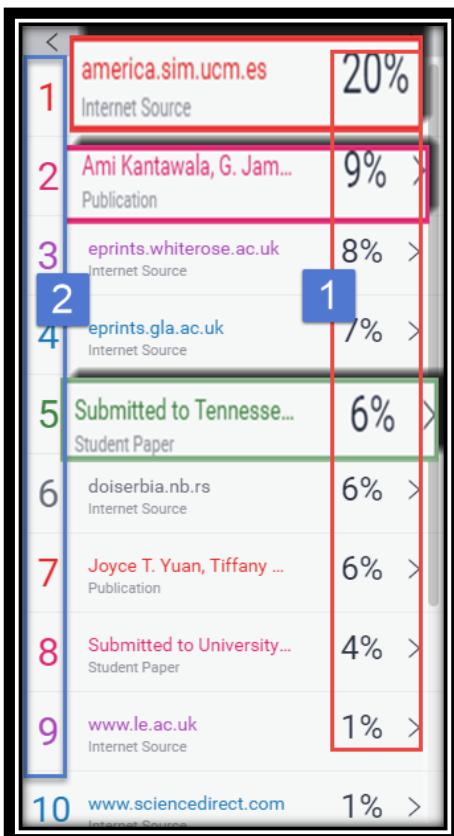 1 america.sim.ucm.es 20%
Internet Source
2 Ami Kantawala, G. Jam... 9%
Publication
3 eprints.whiterose.ac.uk 8%
Internet Source
2 1
4 eprints.gla.ac.uk 7%
Internet Source
5 Submitted to Tennesse... 6%
Student Paper
6 doiserbia.nb.rs 6%
Internet Source
7 Joyce T. Yuan, Tiffany ... 6%
Publication
8 Submitted to University... 4%
Student Paper
9 www.le.ac.uk 1%
Internet Source
10 www.sciencedirect.com 1%
Internet Source